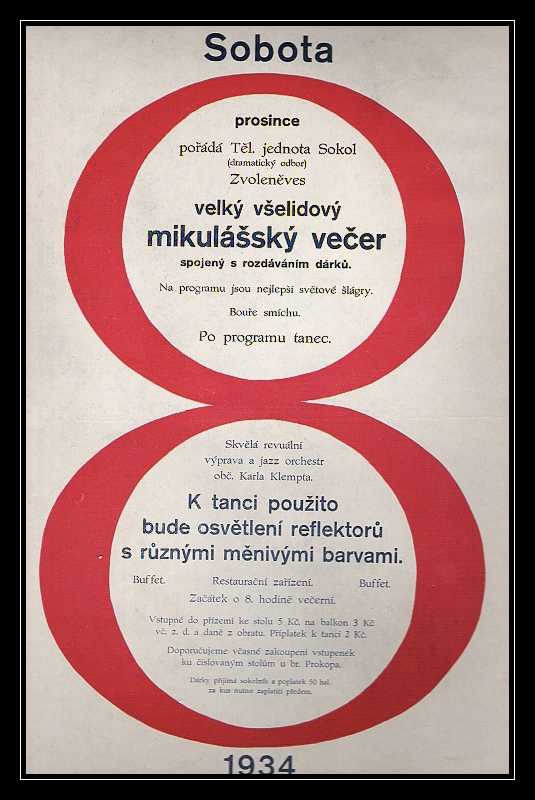 Sobota
8
prosince
pořádá Těl. jednota Sokol
(dramatický odbor)
Zvoleněves
velký všelidový
mikulášský večer
spojený s rozdáváním dárků.
Na programu jsou nejlepší světové šlágry.
Bouře smíchu.
Po programu tanec.
Skvělá revuální
výprava a jazz orchestr
obč. Karla Klempta.
K tanci použito
bude osvětlení reflektorů
s různými měnivými barvami.
Buffet. Restaurační zařízení. Buffet.
Začátek o 8. hodině večerní.
Vstupné do přízemí ke stolu 5 Kč, na balkon 3 Kč
vč. z. d. a daně z obratu. Příplatek k tanci 2 Kč.
Doporučujeme včasné zakoupení vstupenek
ku číslovaným stolům u br. Prokopa.
Dárky přijímá sokolník a poplatek 50 hal.
za kus nutno zaplatiti předem.
1934